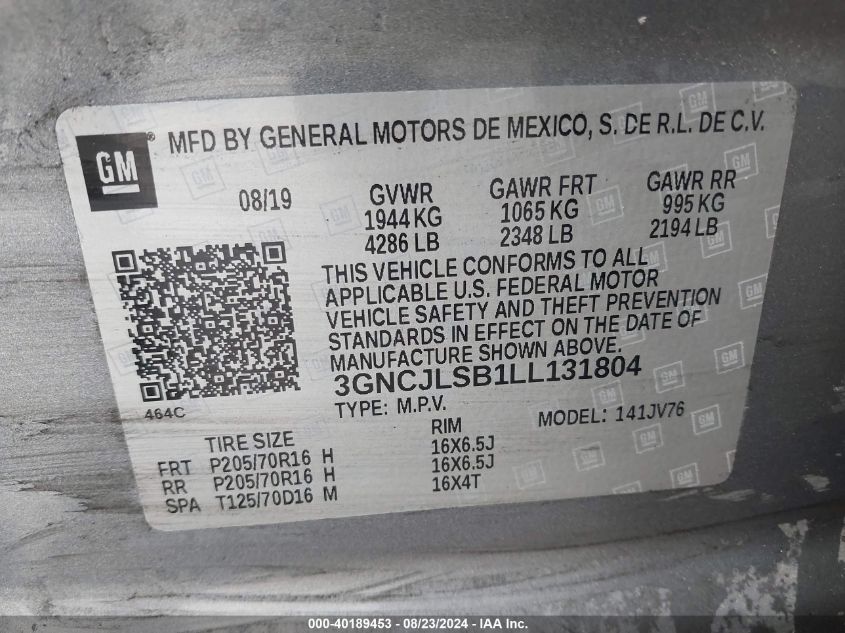 GM
® MFD BY GENERAL MOTORS DE MEXICO, S. DE R.L. DE C.V.
08/19 GVWR GAWR FRT GAWR RR
1944 KG 1065 KG 995 KG
4286 LB 2348 LB 2194 LB
THIS VEHICLE CONFORMS TO ALL
APPLICABLE U.S. FEDERAL MOTOR
VEHICLE SAFETY AND THEFT PREVENTION
STANDARDS IN EFFECT ON THE DATE OF
MANUFACTURE SHOWN ABOVE.
3GNCJLSB1LL131804
464C TYPE: M.P.V. MODEL: 141JV76
TIRE SIZE RIM
FRT P205/70R16 H 16X6.5J
RR P205/70R16 H 16X6.5J
SPA T125/70D16 M 16X4T
000-40189453 - 08/23/2024 - IAA Inc.